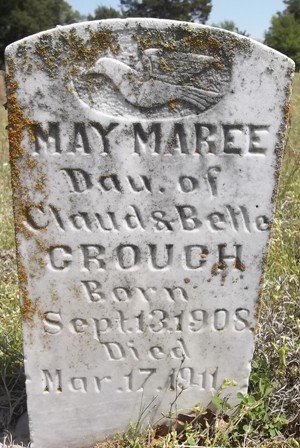 MAY MAREE
Dau. of
Claud & Belle
CROUCH
Born
Sept. 13. 1908.
Died
Mar. 17. 1911.